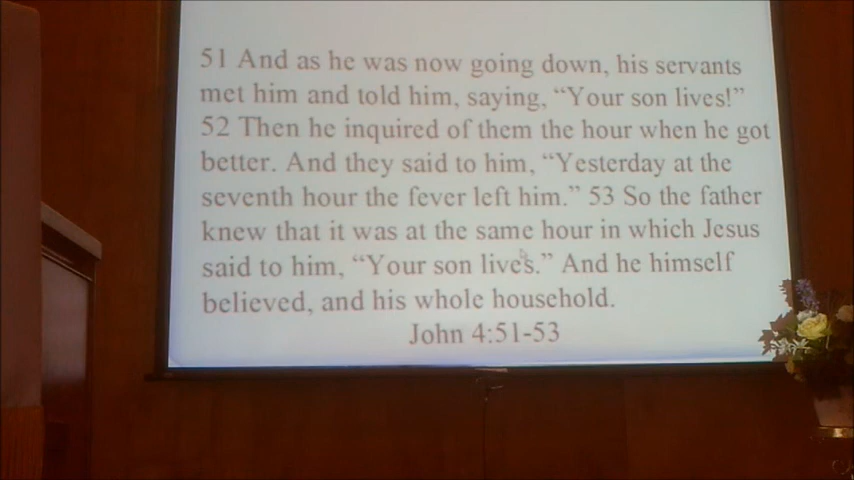 51 And as he was now going down, his servants
met him and told him, saying, “Your son lives!”
52 Then he inquired of them the hour when he got
better. And they said to him, “Yesterday at the
seventh hour the fever left him.” 53 So the father
knew that it was at the same hour in which Jesus
said to him, “Your son lives.” And he himself
believed, and his whole household.
John 4:51-53